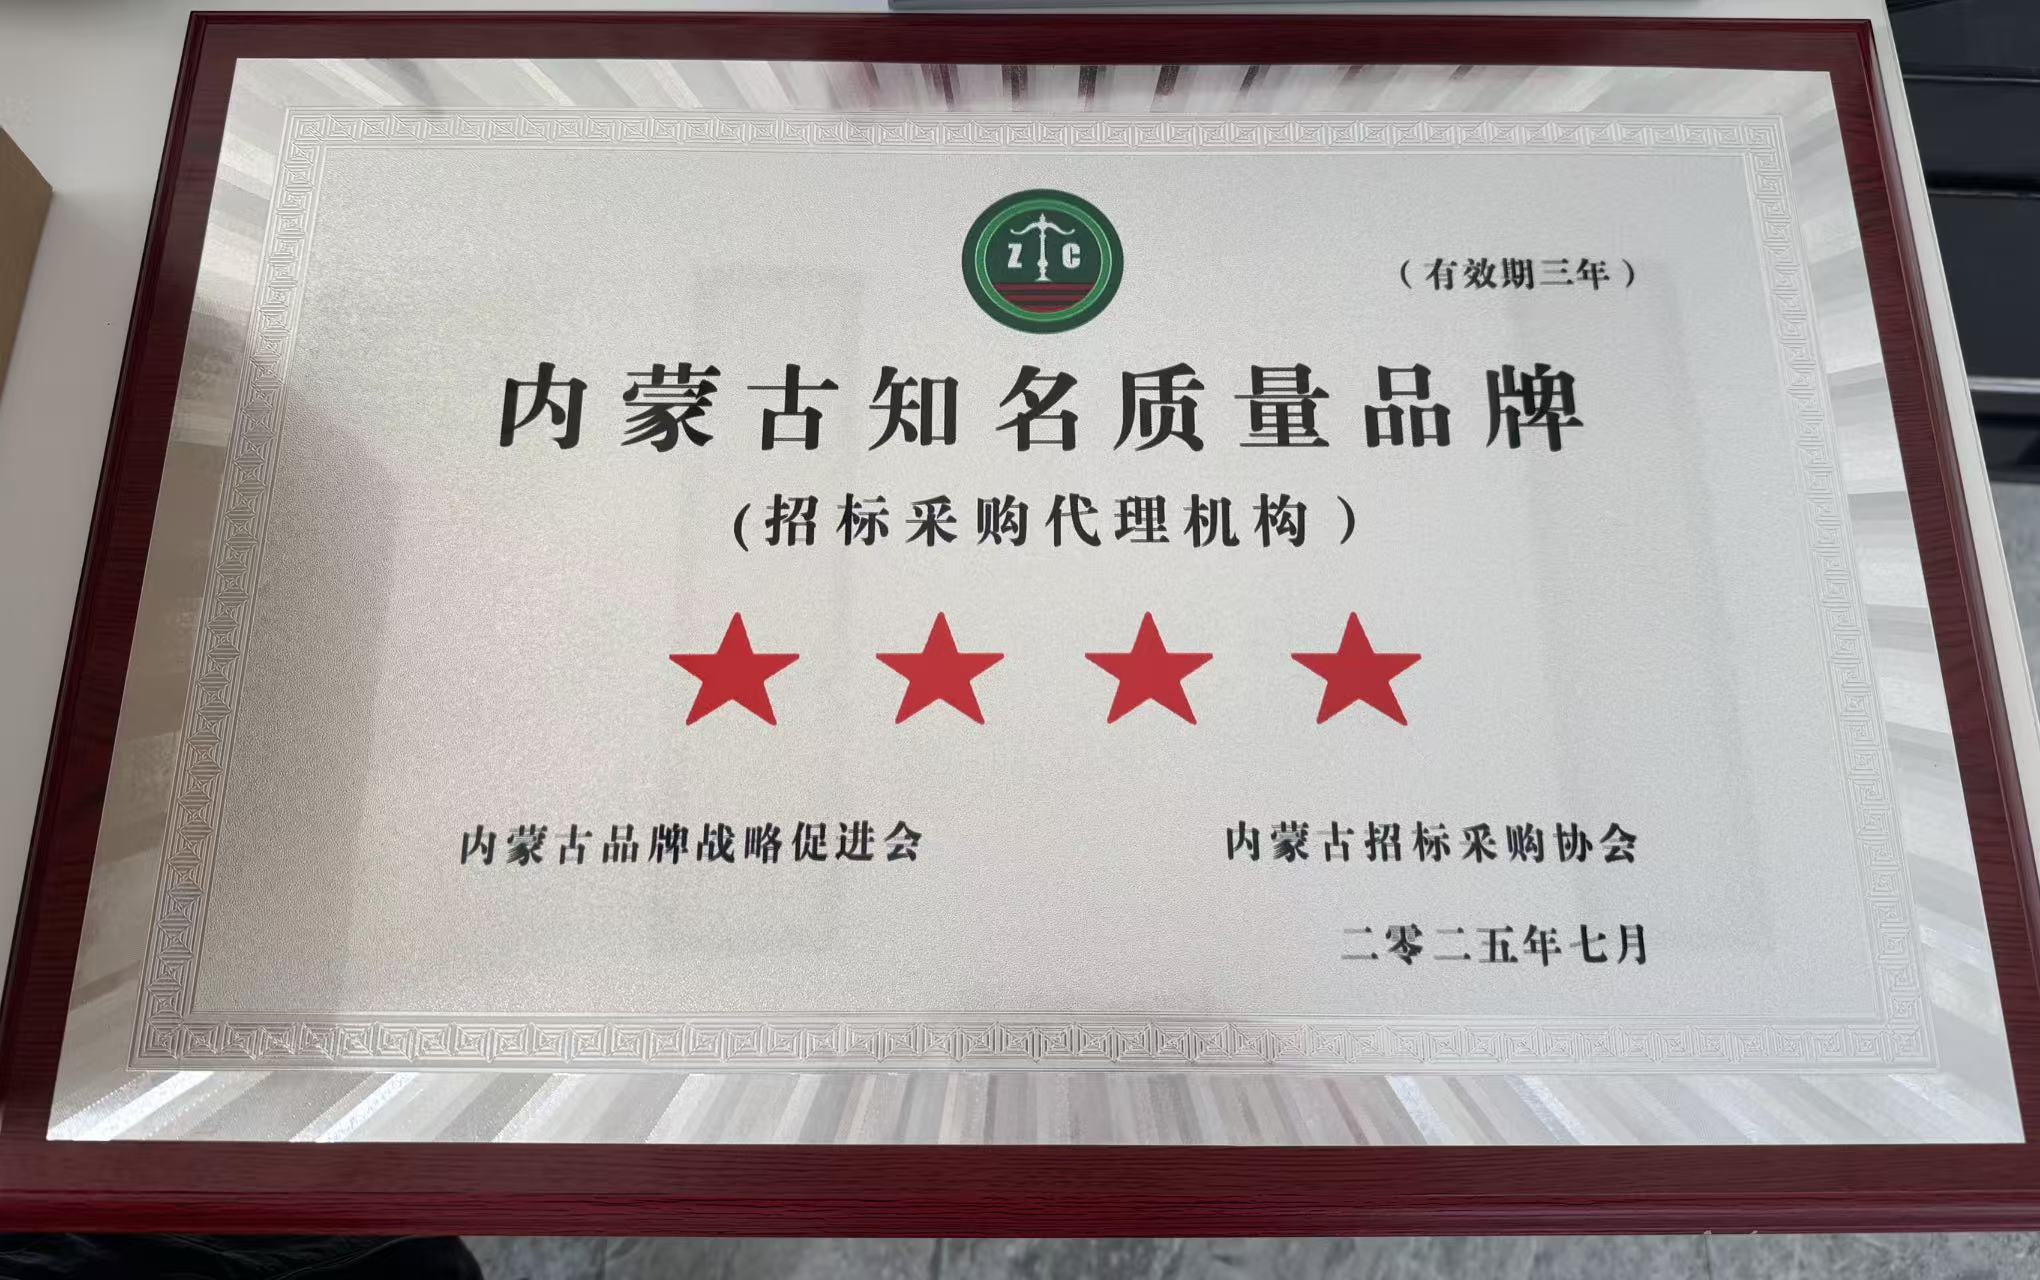 Z C
（有效期三年）
内蒙古知名质量品牌
（招标采购代理机构）
内蒙古品牌战略促进会
内蒙古招标采购协会
二零二五年七月